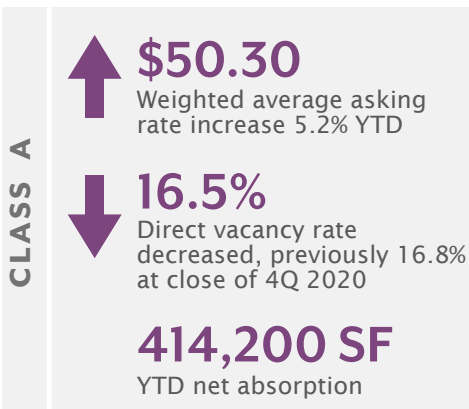 CLASS A
$50.30
Weighted average asking
rate increase 5.2% YTD
16.5%
Direct vacancy rate
decreased, previously 16.8%
at close of 4Q 2020
414,200 SF
YTD net absorption